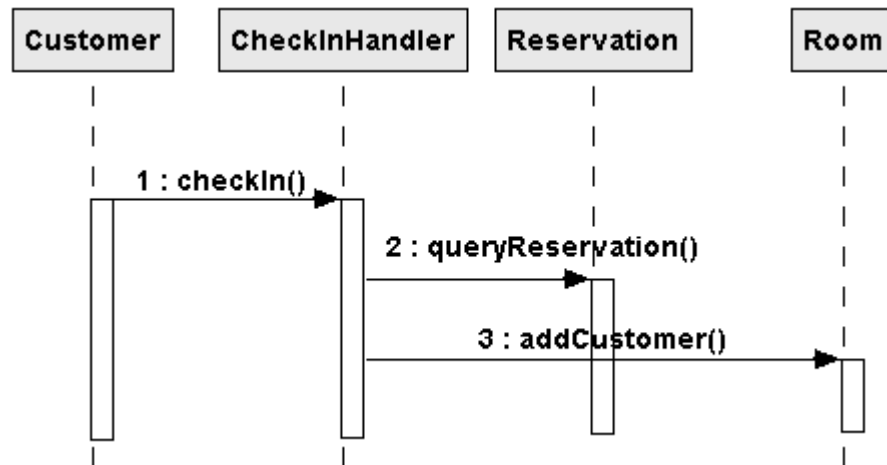 Customer
CheckInHandler
Reservation
Room
1 : checkIn()
2 : queryReservation()
3 : addCustomer()